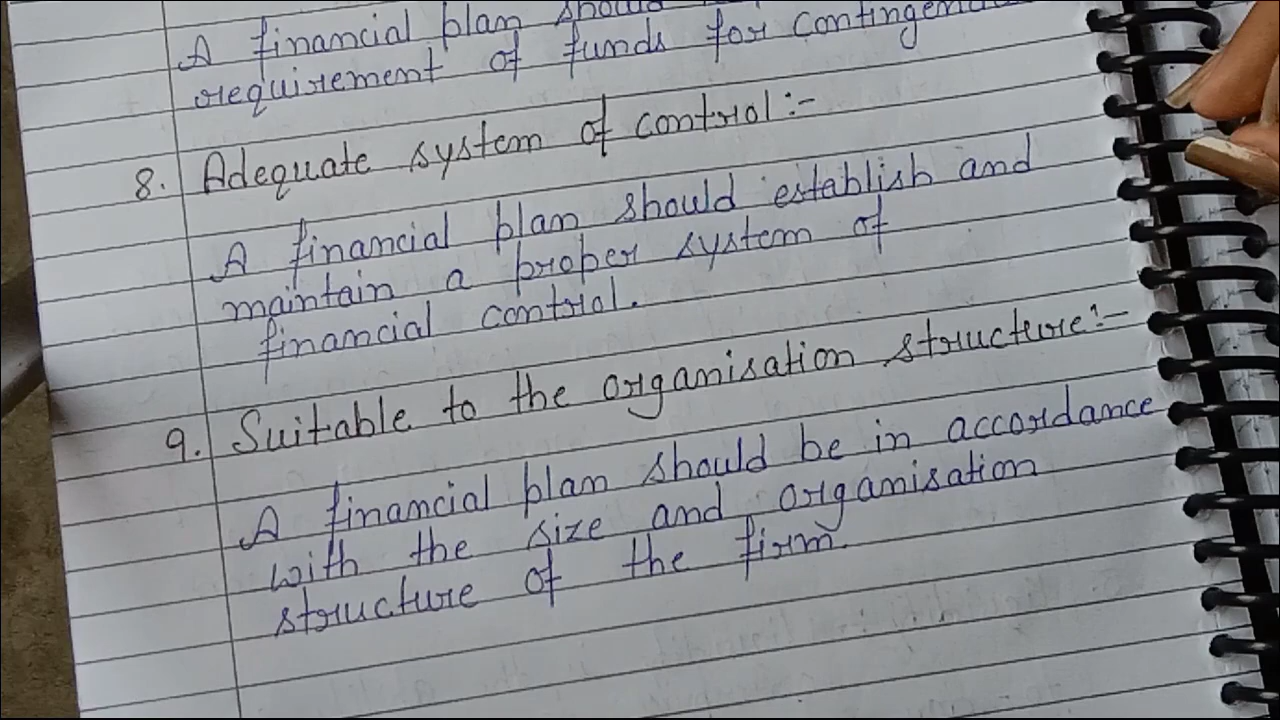 A financial plan should
requirement of funds for
8. Adequate system of control:-
A financial plan should establish and
maintain a proper system of
financial control.
9. Suitable to the organisation structure:-
A financial plan should be in accordance
with the size and organisation
structure of the firm.